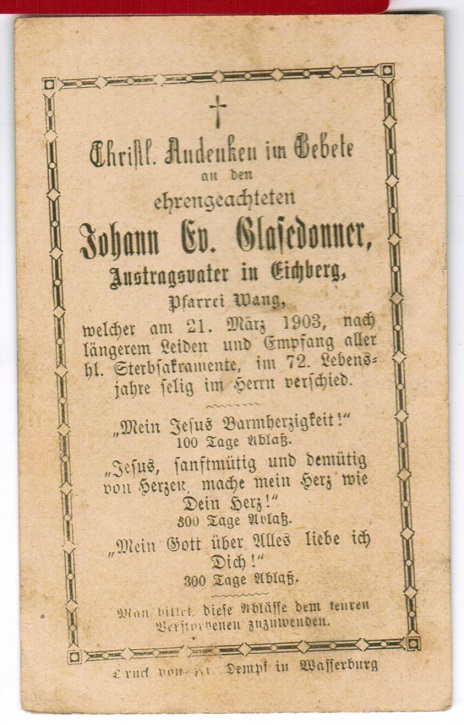 Christl. Andenken im Gebete
an den
ehrengeachteten
Johann Ev. Glasedonner,
Austragsvater in Eichberg,
Pfarrei Wang,
welcher am 21. März 1903, nach
längerem Leiden und Empfang aller
hl. Sterbsakramente, im 72. Lebens-
jahre selig im Herrn verschied.
„Mein Jesus Barmherzigkeit!“
100 Tage Ablaß.
„Jesus, sanftmütig und demütig
von Herzen, mache mein Herz wie
Dein Herz!“
300 Tage Ablaß.
„Mein Gott über Alles liebe ich
Dich!“
300 Tage Ablaß.
Man bittet, diese Ablässe dem teuren
Verstorbenen zuzuwenden.
Druck von Dempf in Wasserburg